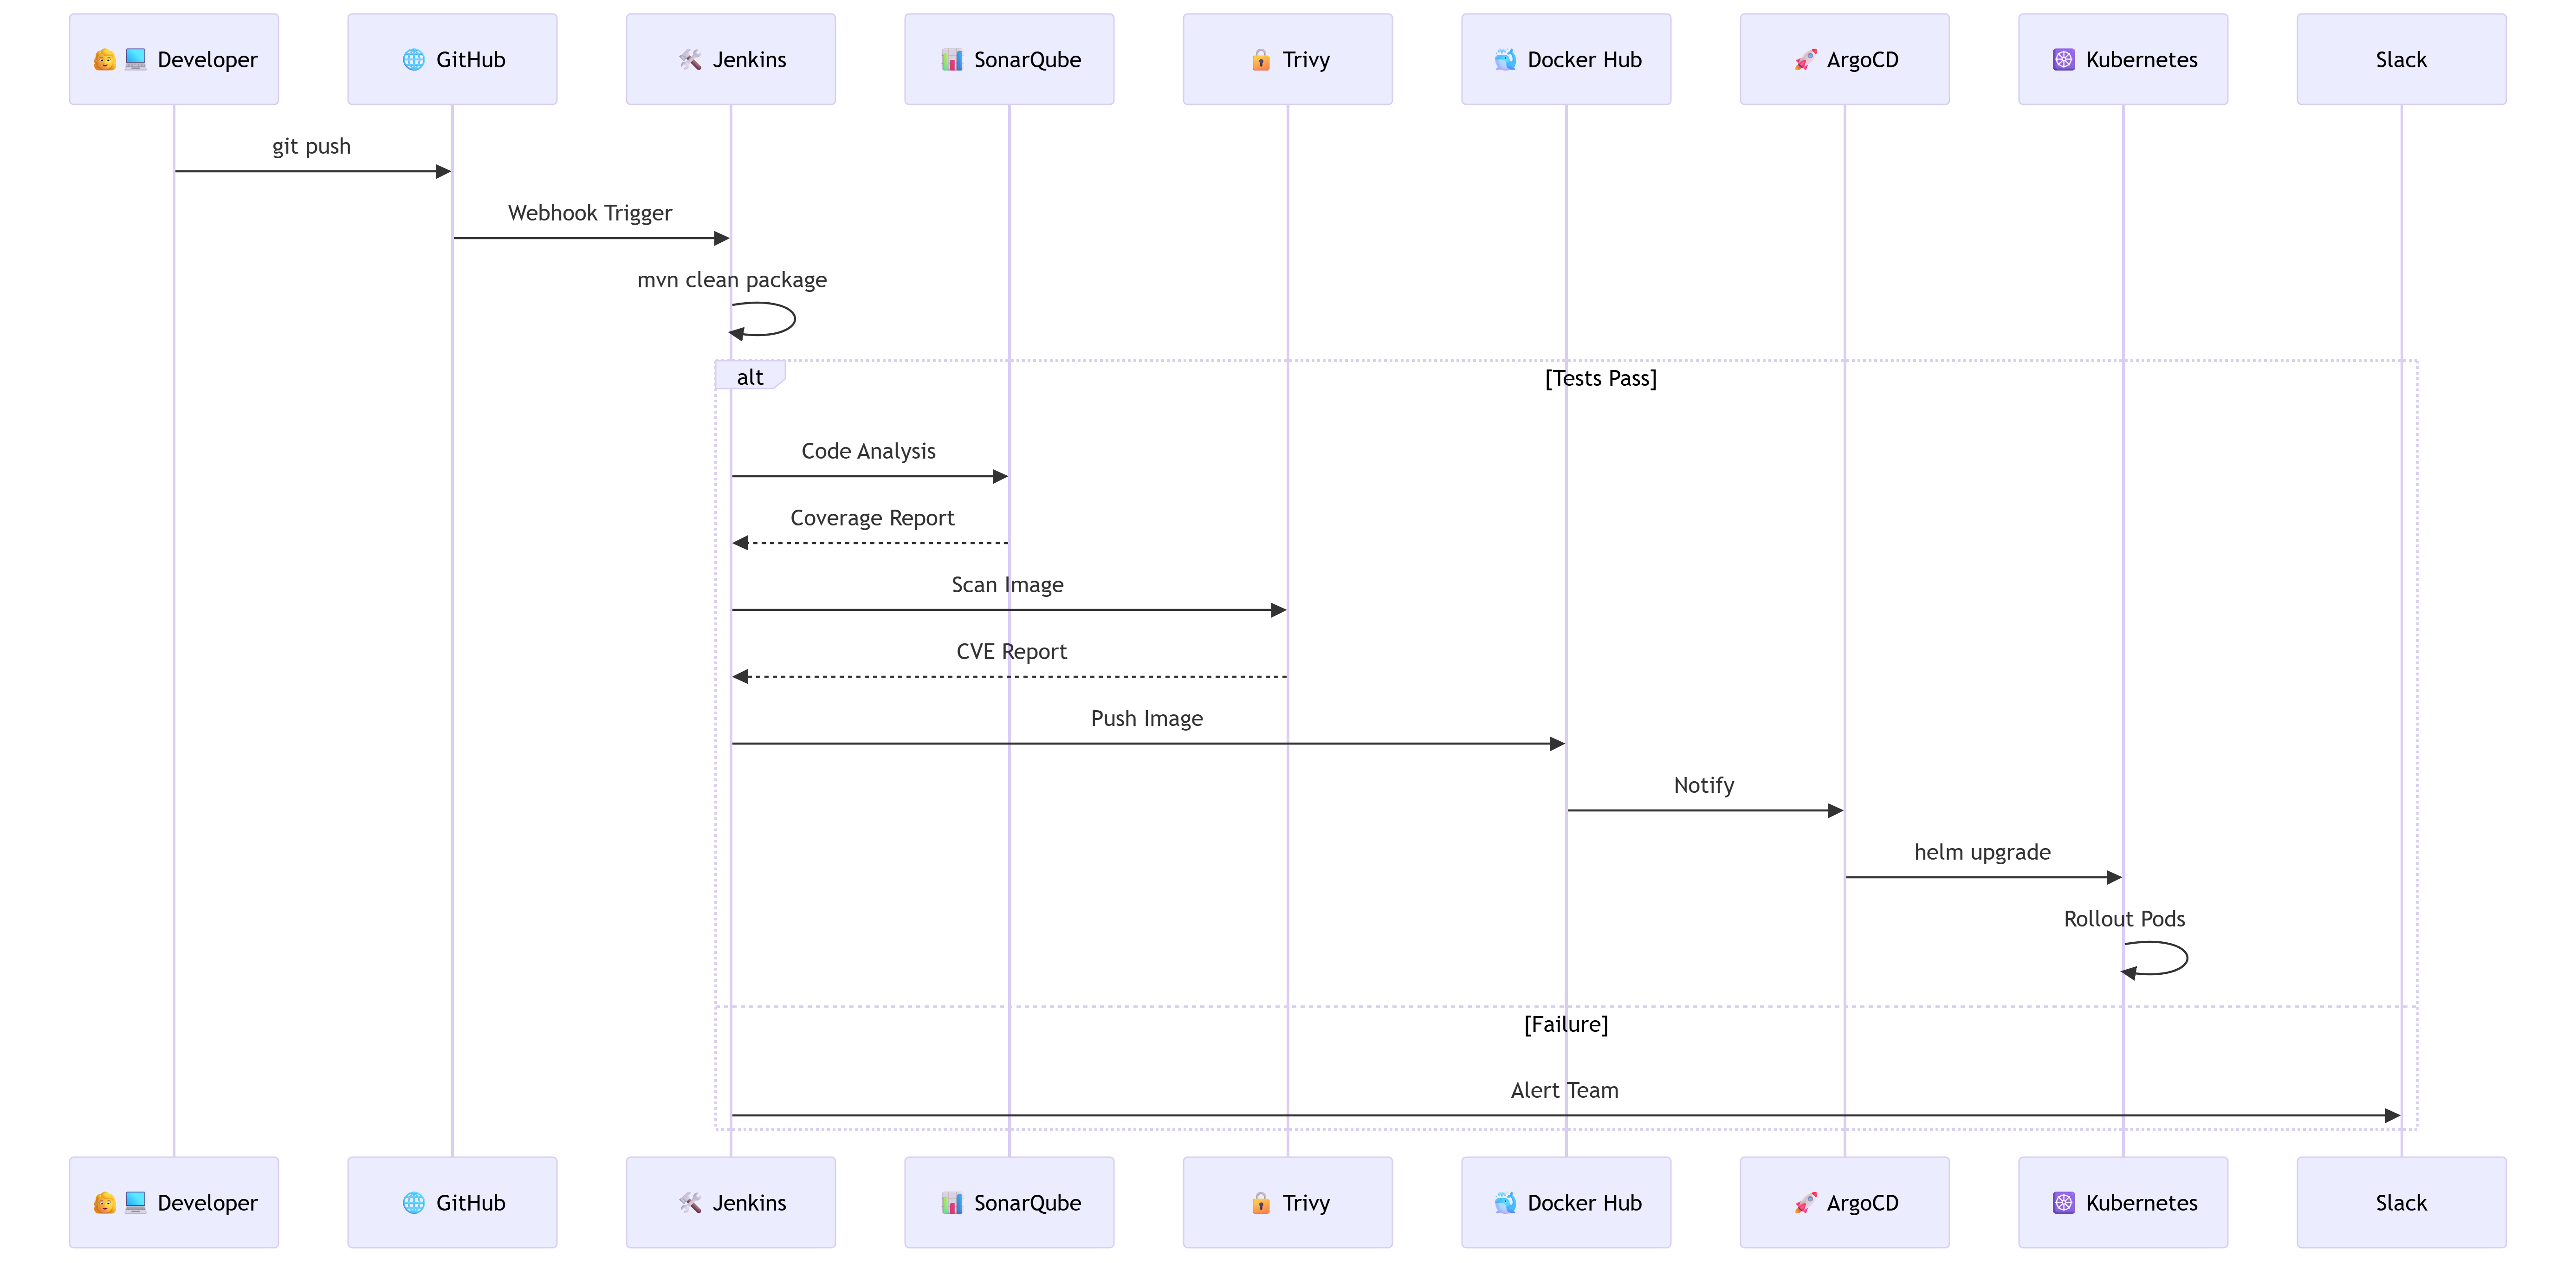 Developer
GitHub
Jenkins
SonarQube
Trivy
Docker Hub
ArgoCD
Kubernetes
Slack
git push
Webhook Trigger
mvn clean package
alt
[Tests Pass]
Code Analysis
Coverage Report
Scan Image
CVE Report
Push Image
Notify
helm upgrade
Rollout Pods
[Failure]
Alert Team
Developer
GitHub
Jenkins
SonarQube
Trivy
Docker Hub
ArgoCD
Kubernetes
Slack